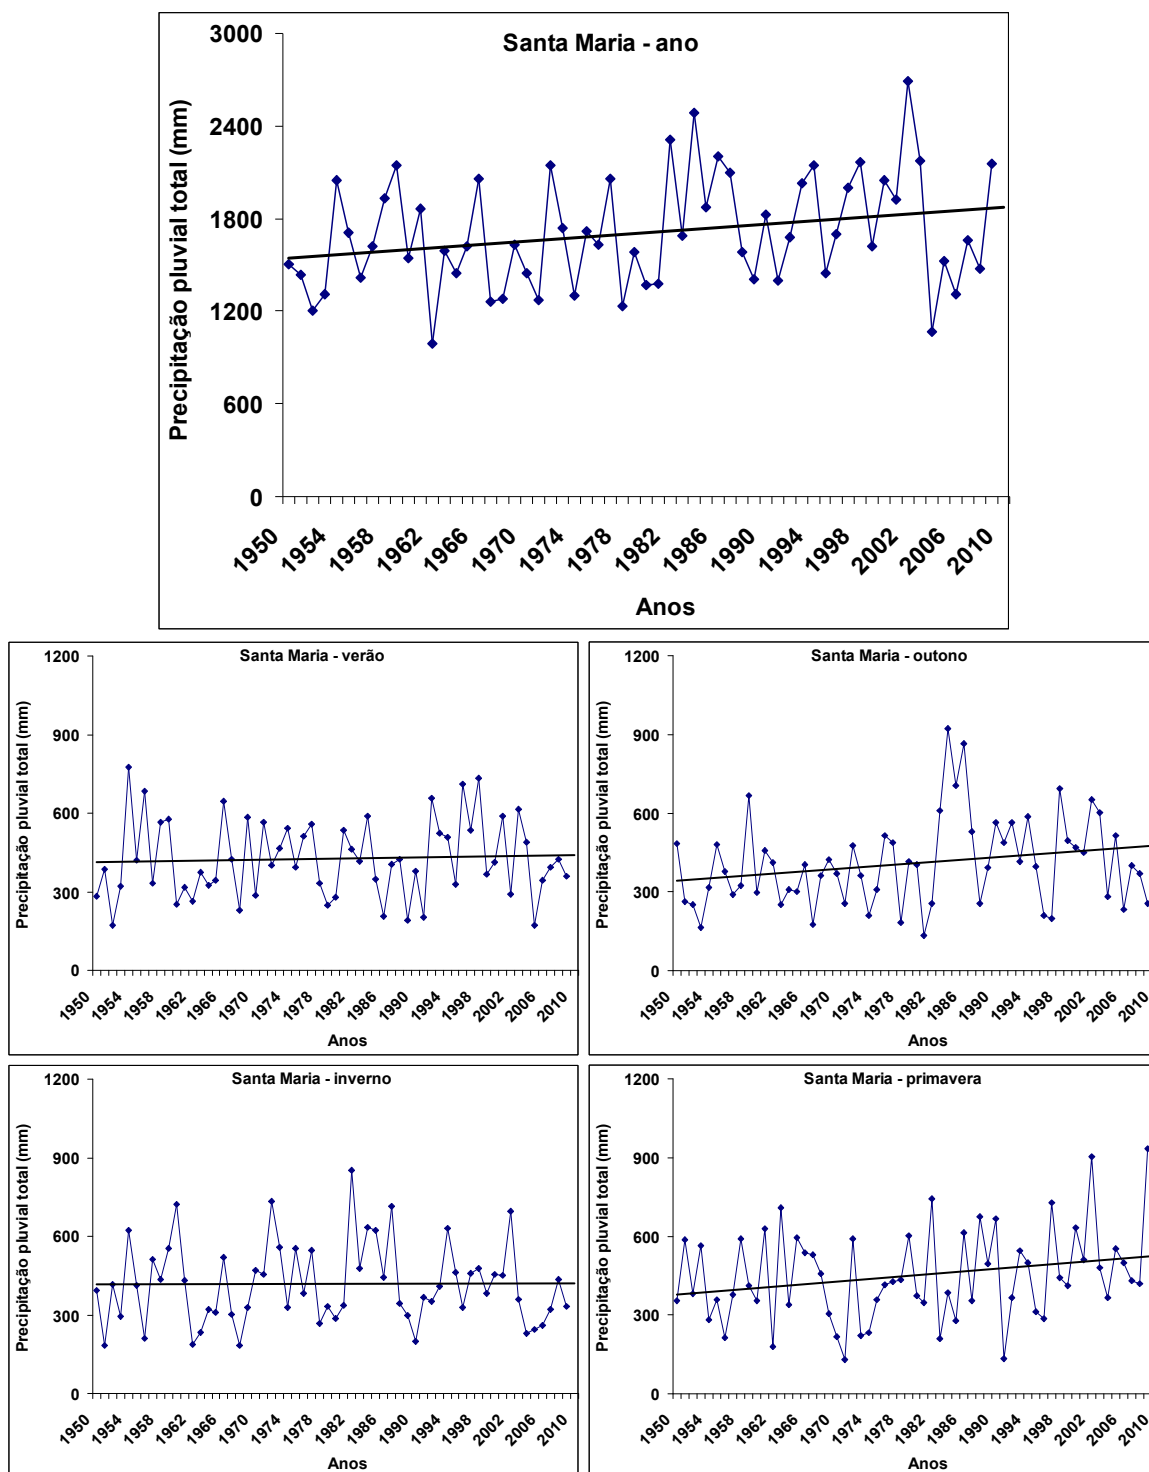 Santa Maria - ano
Precipitação pluvial total (mm)
3000
2400
1800
1200
600
0
1950 1954 1958 1962 1966 1970 1974 1978 1982 1986 1990 1994 1998 2002 2006 2010
Anos
Santa Maria - verão
Precipitação pluvial total (mm)
1200
900
600
300
0
1950 1954 1958 1962 1966 1970 1974 1978 1982 1986 1990 1994 1998 2002 2006 2010
Anos
Santa Maria - outono
Precipitação pluvial total (mm)
1200
900
600
300
0
1950 1954 1958 1962 1966 1970 1974 1978 1982 1986 1990 1994 1998 2002 2006 2010
Anos
Santa Maria - inverno
Precipitação pluvial total (mm)
1200
900
600
300
0
1950 1954 1958 1962 1966 1970 1974 1978 1982 1986 1990 1994 1998 2002 2006 2010
Anos
Santa Maria - primavera
Precipitação pluvial total (mm)
1200
900
600
300
0
1950 1954 1958 1962 1966 1970 1974 1978 1982 1986 1990 1994 1998 2002 2006 2010
Anos